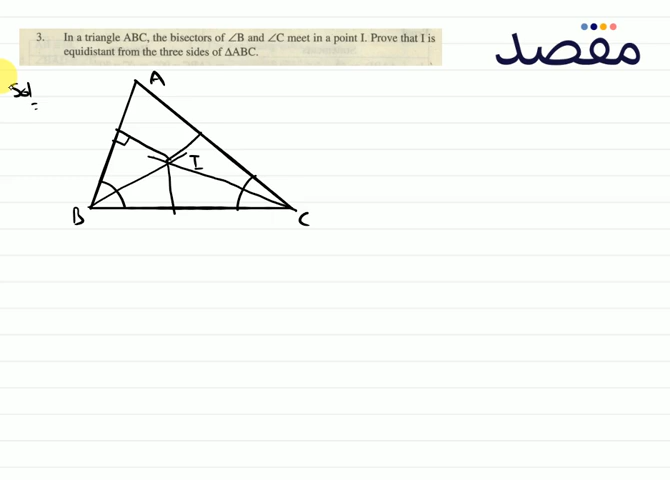 3. In a triangle ABC, the bisectors of ∠B and ∠C meet in a point I. Prove that I is
equidistant from the three sides of ΔABC.
مقصد
Sol
A
I
B
C